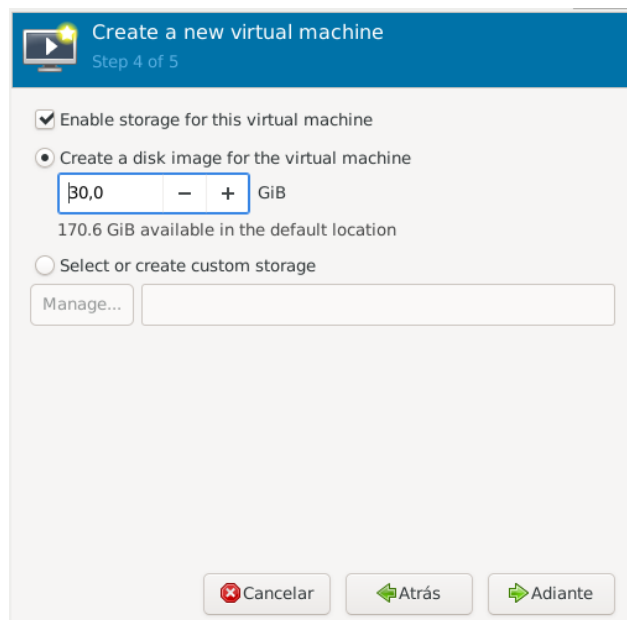 Create a new virtual machine
Step 4 of 5
Enable storage for this virtual machine
Create a disk image for the virtual machine
30,0 − + GiB
170.6 GiB available in the default location
Select or create custom storage
Manage...
Cancelar Atrás Adiante